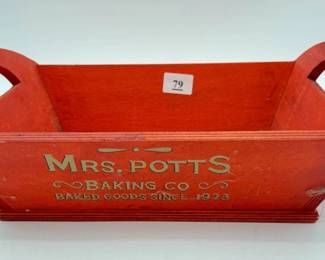 79
MRS. POTTS
BAKING CO
BAKED GOODS SINCE 1923